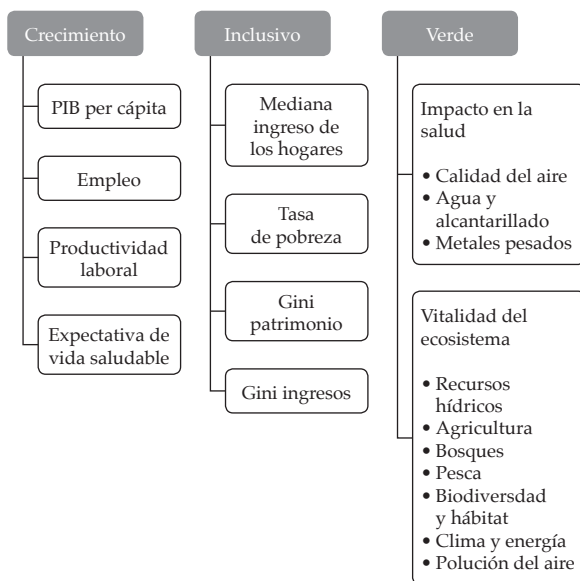 Crecimiento
PIB per cápita
Empleo
Productividad
laboral
Expectativa de
vida saludable
Inclusivo
Mediana
ingreso de
los hogares
Tasa
de pobreza
Gini
patrimonio
Gini ingresos
Verde
Impacto en la
salud
• Calidad del aire
• Agua y
alcantarillado
• Metales pesados
Vitalidad del
ecosistema
• Recursos
hídricos
• Agricultura
• Bosques
• Pesca
• Biodiversdad
y hábitat
• Clima y energía
• Polución del aire